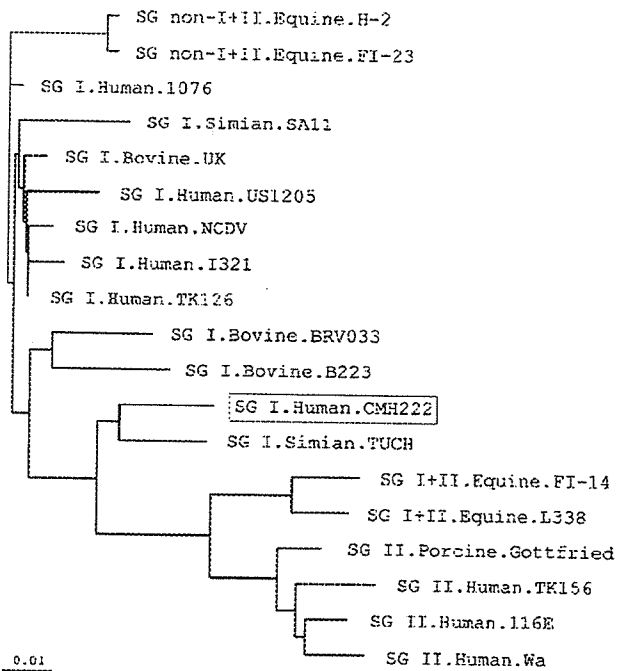 SG non-I+II.Equine.H-2
SG non-I+II.Equine.FI-23
SG I.Human.1076
SG I.Simian.SA11
SG I.Bovine.UK
SG I.Human.US1205
SG I.Human.NCDV
SG I.Human.I321
SG I.Human.TK126
SG I.Bovine.BRV033
SG I.Bovine.B223
SG I.Human.CMH222
SG I.Simian.TUCH
SG I+II.Equine.FI-14
SG I+II.Equine.L338
SG II.Porcine.Gottfried
SG II.Human.TK156
SG II.Human.116E
SG II.Human.Wa
0.01